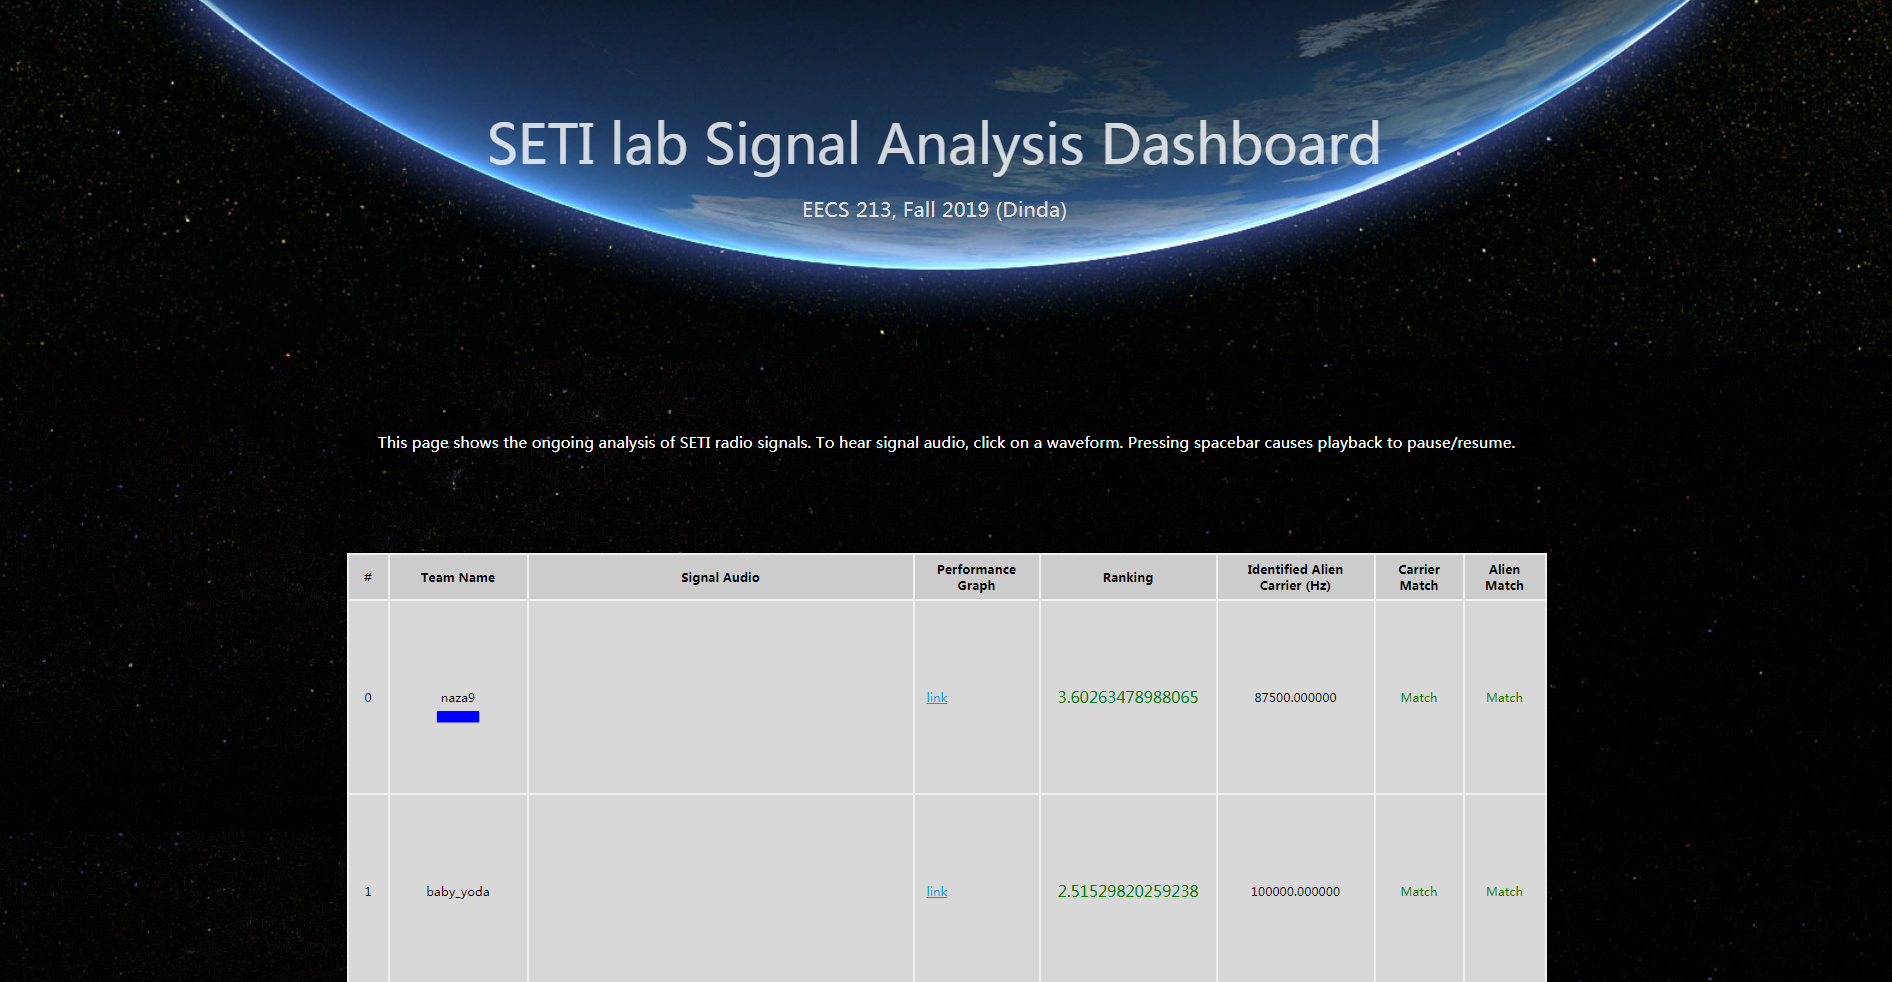 SETI lab Signal Analysis Dashboard
EECS 213, Fall 2019 (Dinda)
This page shows the ongoing analysis of SETI radio signals. To hear signal audio, click on a waveform. Pressing spacebar causes playback to pause/resume.
# Team Name Signal Audio Performance Graph Ranking Identified Alien Carrier (Hz) Carrier Match Alien Match
0 naza9 link 3.60263478988065 87500.000000 Match Match
1 baby_yoda link 2.51529820259238 100000.000000 Match Match